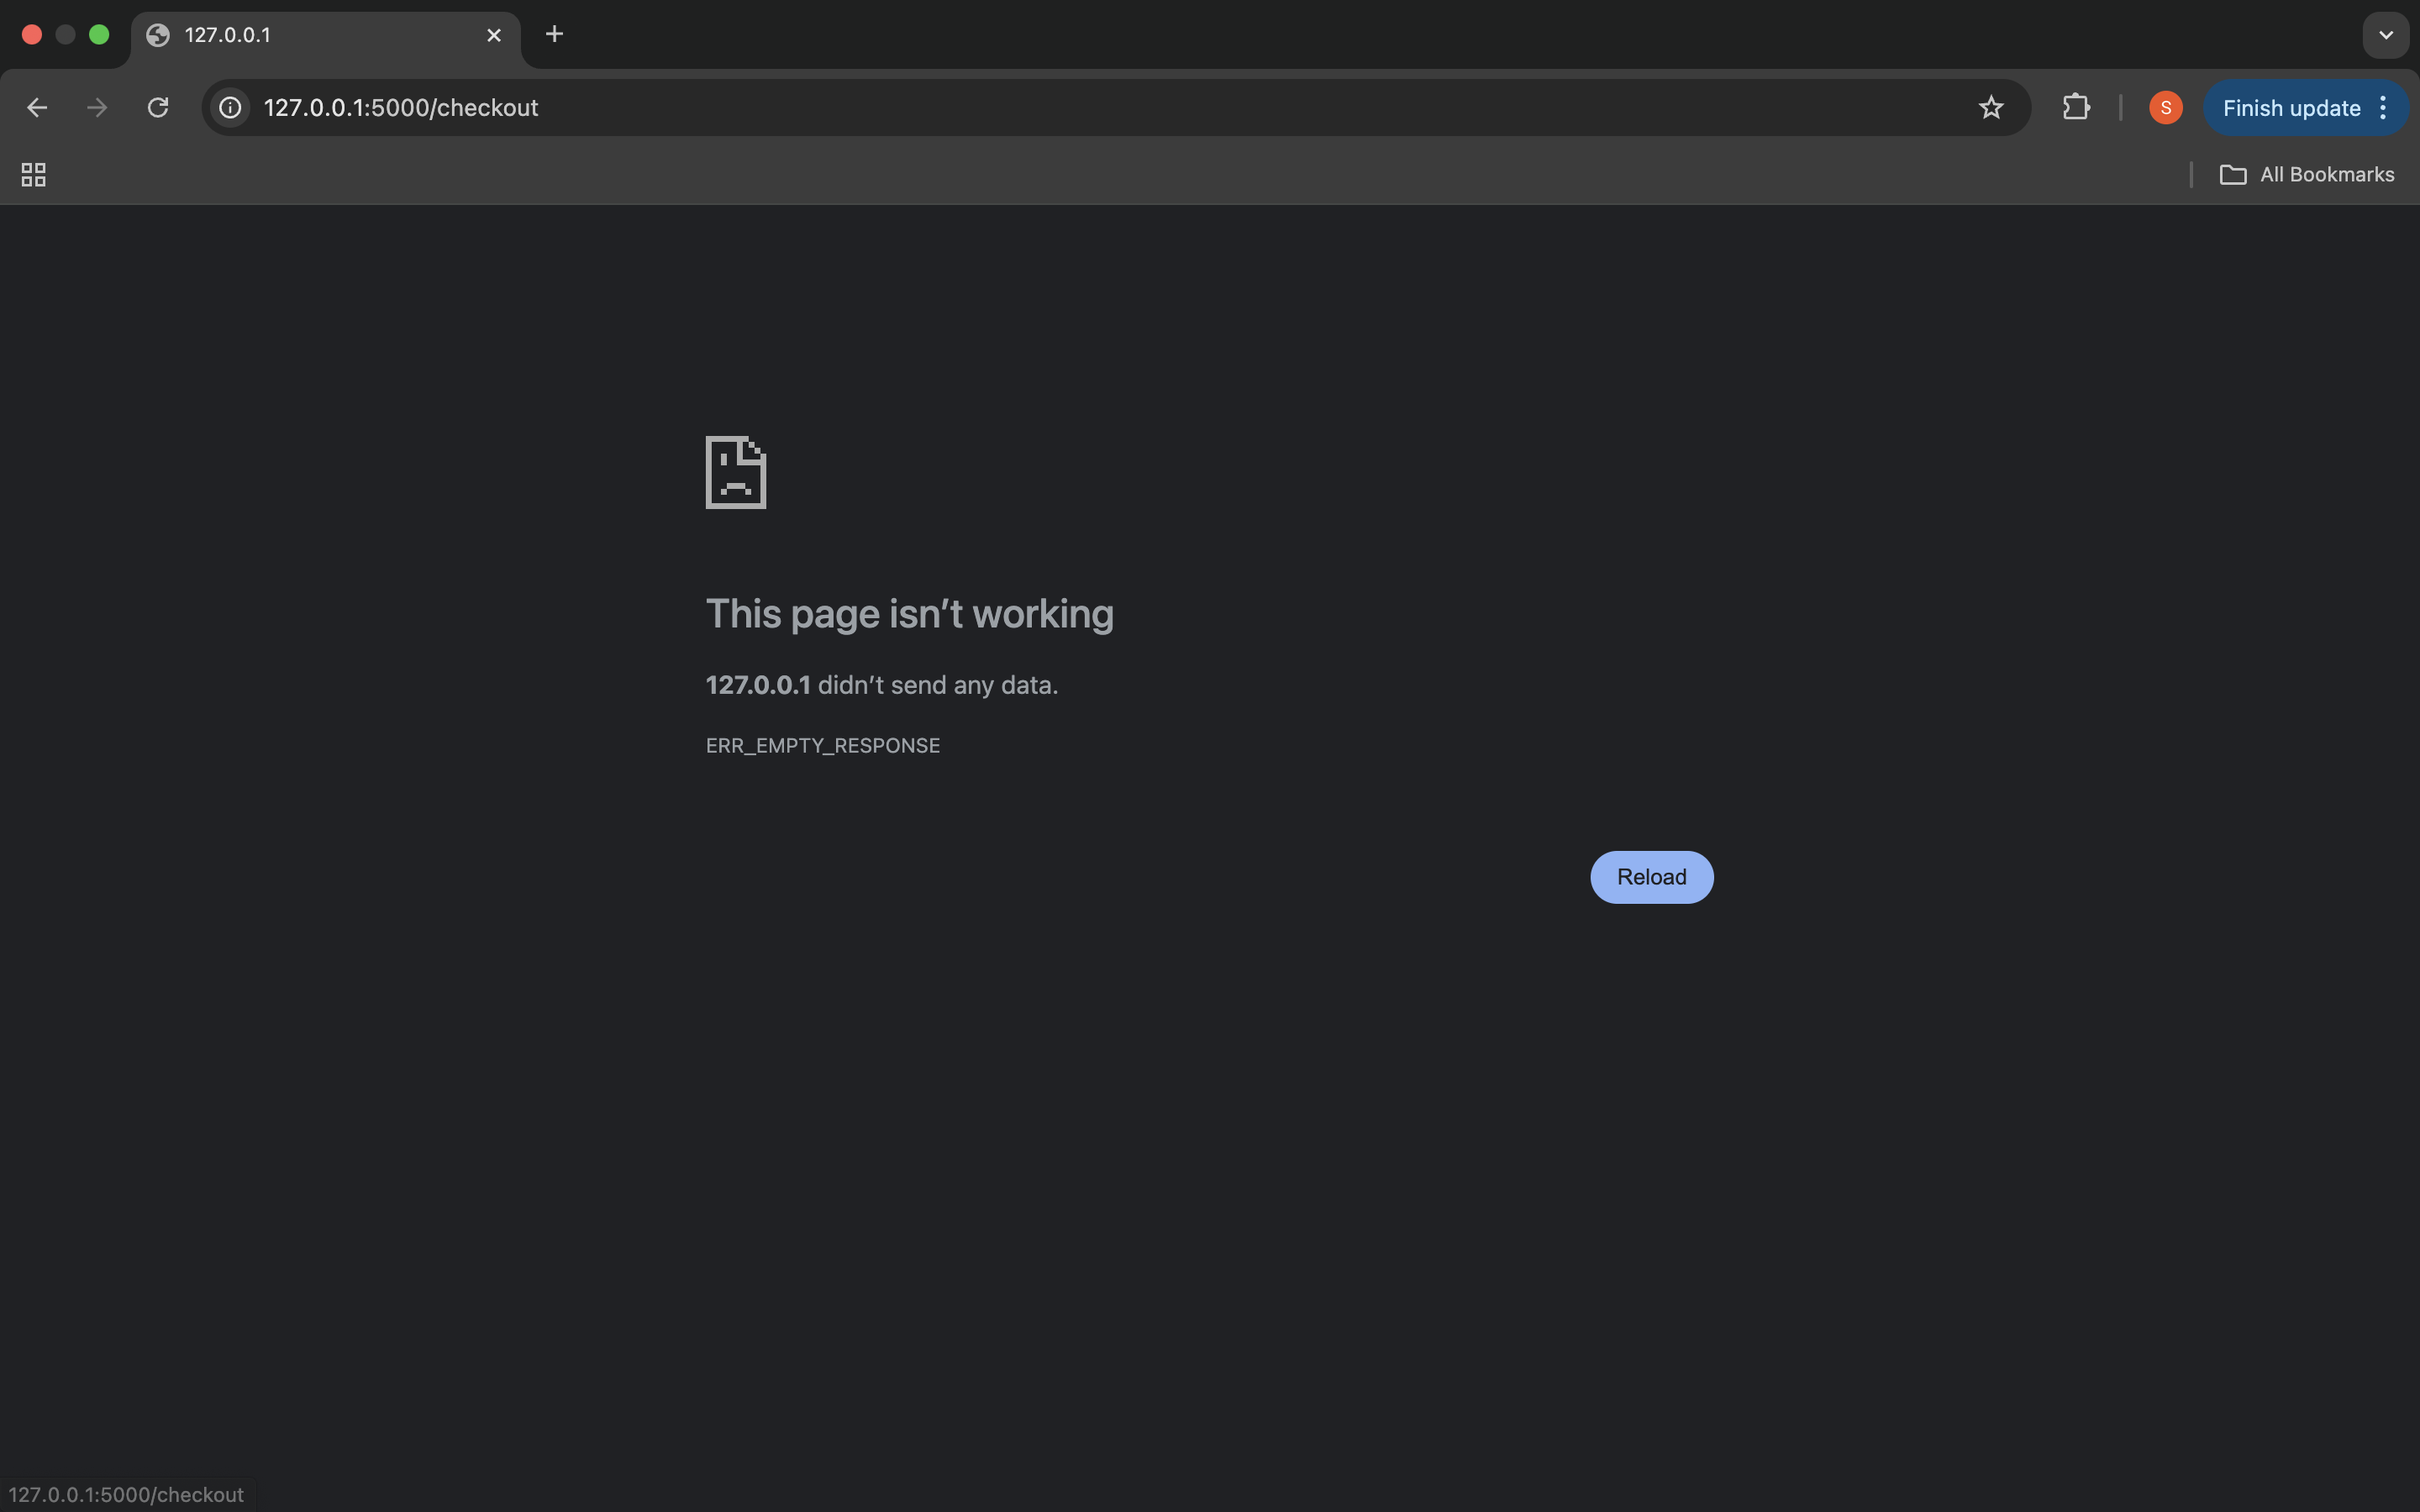 127.0.0.1
127.0.0.1:5000/checkout
S
Finish update
All Bookmarks
This page isn’t working
127.0.0.1 didn’t send any data.
ERR_EMPTY_RESPONSE
Reload
127.0.0.1:5000/checkout